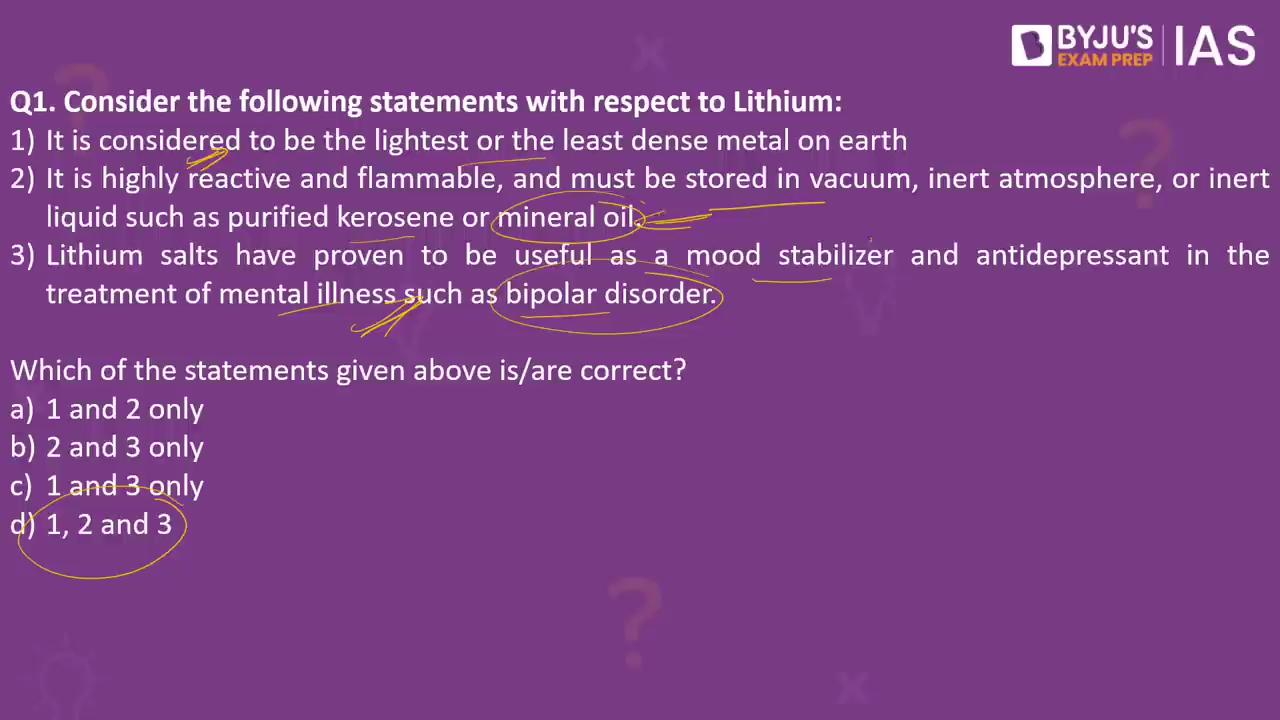 BYJU'S
EXAM PREP
IAS
Q1. Consider the following statements with respect to Lithium:
1) It is considered to be the lightest or the least dense metal on earth
2) It is highly reactive and flammable, and must be stored in vacuum, inert atmosphere, or inert
liquid such as purified kerosene or mineral oil.
3) Lithium salts have proven to be useful as a mood stabilizer and antidepressant in the
treatment of mental illness such as bipolar disorder.
Which of the statements given above is/are correct?
a) 1 and 2 only
b) 2 and 3 only
c) 1 and 3 only
d) 1, 2 and 3